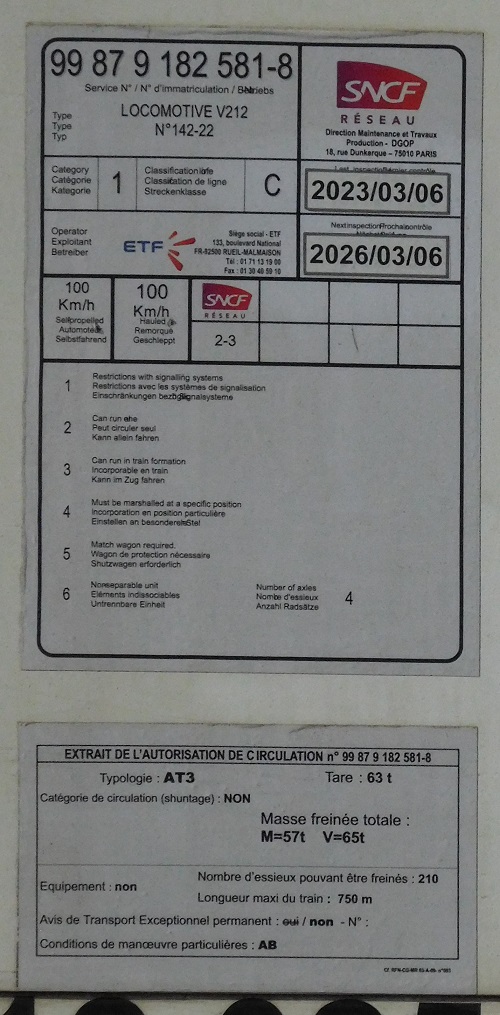 99 87 9 182 581-8
Service N° / N° d'immatriculation / Betriebs
Type
Type
Typ
LOCOMOTIVE V212
N°142-22
SNCF
RÉSEAU
Direction Maintenance et Travaux
Production - DGOP
18, rue Dunkerque – 75010 PARIS
Category
Catégorie
Kategorie
1
Classification
Classification de ligne
Streckenklasse
C
2023/03/06
Operator
Exploitant
Betreiber
ETF
Siège social - ETF
133, boulevard National
FR-92500 RUEIL-MALMAISON
Tél : 01 71 13 19 00
Fax : 01 30 40 59 10
Next inspection Prochain contrôle
2026/03/06
100
Km/h
Selfpropelled
Automoteur
Selbstfahrend
100
Km/h
Hauled
Remorqué
Geschleppt
SNCF
RÉSEAU
2-3
1
Restrictions with signalling systems
Restrictions avec les systèmes de signalisation
Einschränkungen Signalsysteme
2
Can run
Peut circuler seul
Kann allein fahren
3
Can run in train formation
Incorporable en train
Kann im Zug fahren
4
Must be marshalled at a specific position
Incorporation en position particulière
Einstellen an
5
Match wagon required.
Wagon de protection nécessaire
Shutzwagen erforderlich
6
Nonseparable unit
Eléments indissociables
Untrennbare Einheit
Number of axles
Nombre d'essieux
Anzahl Radsätze
4
EXTRAIT DE L'AUTORISATION DE CIRCULATION n° 99 87 9 182 581-8
Typologie : AT3 Tare : 63 t
Catégorie de circulation (shuntage) : NON
Masse freinée totale :
M=57t V=65t
Nombre d'essieux pouvant être freinés : 210
Equipement : non
Longueur maxi du train : 750 m
Avis de Transport Exceptionnel permanent : oui / non - N° :
Conditions de manœuvre particulières : AB